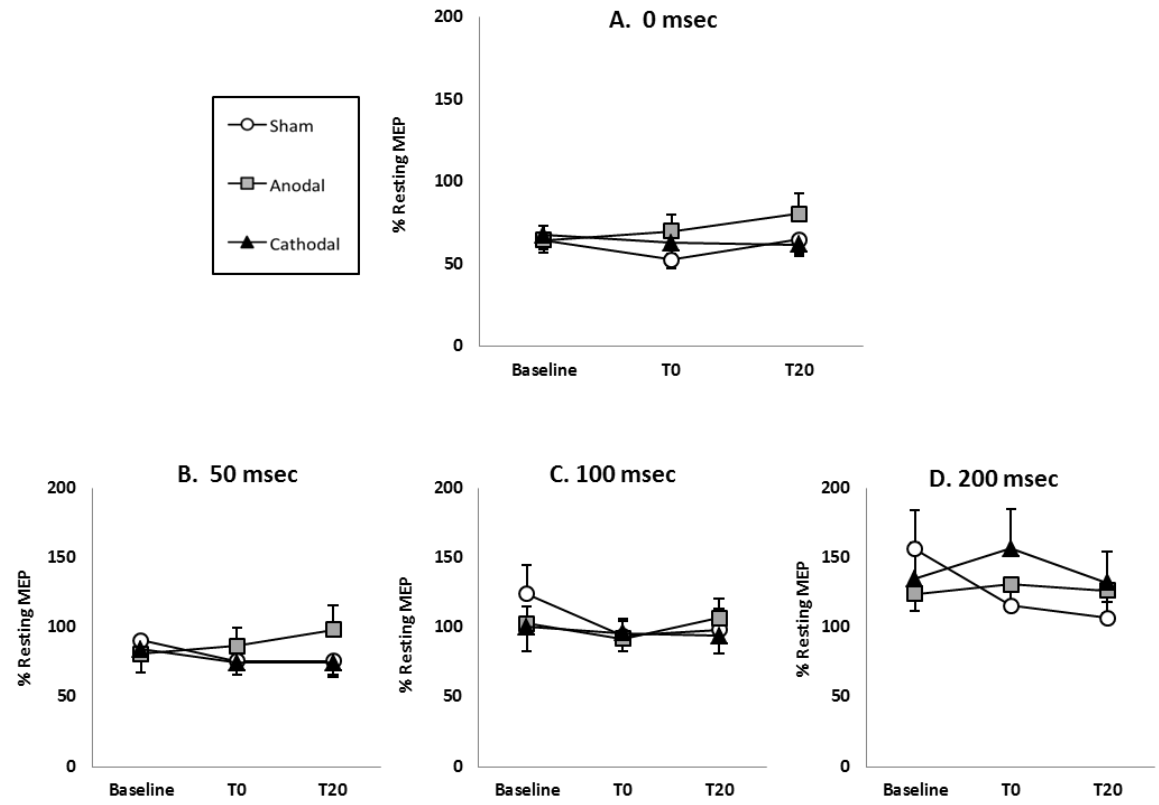 A. 0 msec
200
150
100
50
0
% Resting MEP
Baseline T0 T20
Sham
Anodal
Cathodal
B. 50 msec
200
150
100
50
0
% Resting MEP
Baseline T0 T20
C. 100 msec
200
150
100
50
0
% Resting MEP
Baseline T0 T20
D. 200 msec
200
150
100
50
0
% Resting MEP
Baseline T0 T20